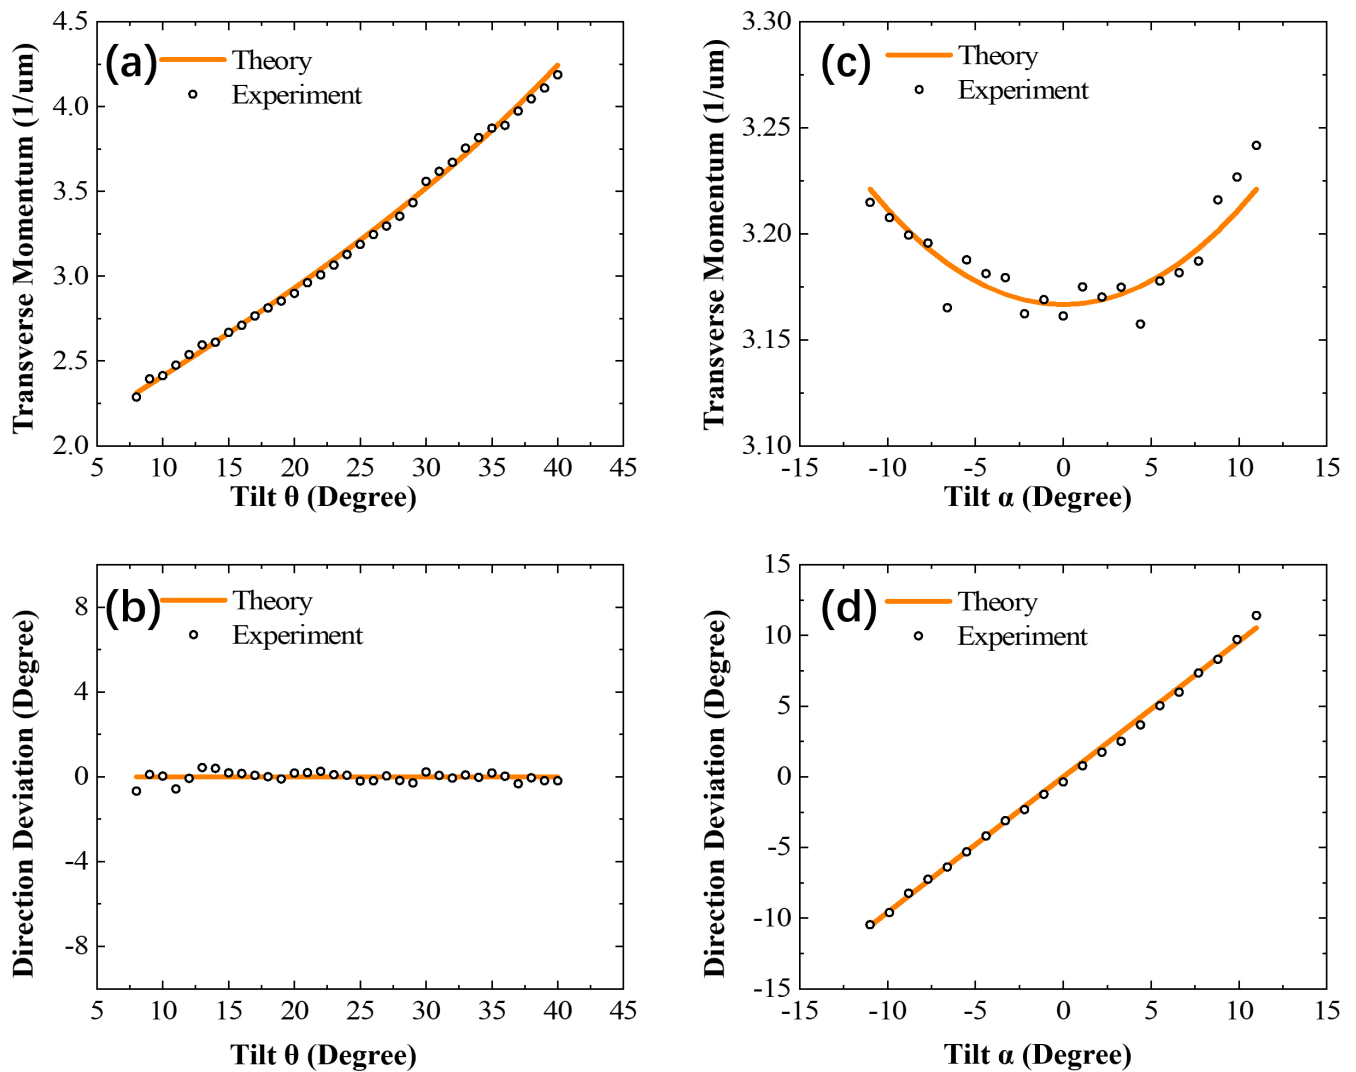 (a)
Theory
Experiment
Transverse Momentum (1/um)
4.5
4.0
3.5
3.0
2.5
2.0
5 10 15 20 25 30 35 40 45
Tilt θ (Degree)
(c)
Theory
Experiment
Transverse Momentum (1/um)
3.30
3.25
3.20
3.15
3.10
-15 -10 -5 0 5 10 15
Tilt α (Degree)
(b)
Theory
Experiment
Direction Deviation (Degree)
8
4
0
-4
-8
5 10 15 20 25 30 35 40 45
Tilt θ (Degree)
(d)
Theory
Experiment
Direction Deviation (Degree)
15
10
5
0
-5
-10
-15
-15 -10 -5 0 5 10 15
Tilt α (Degree)